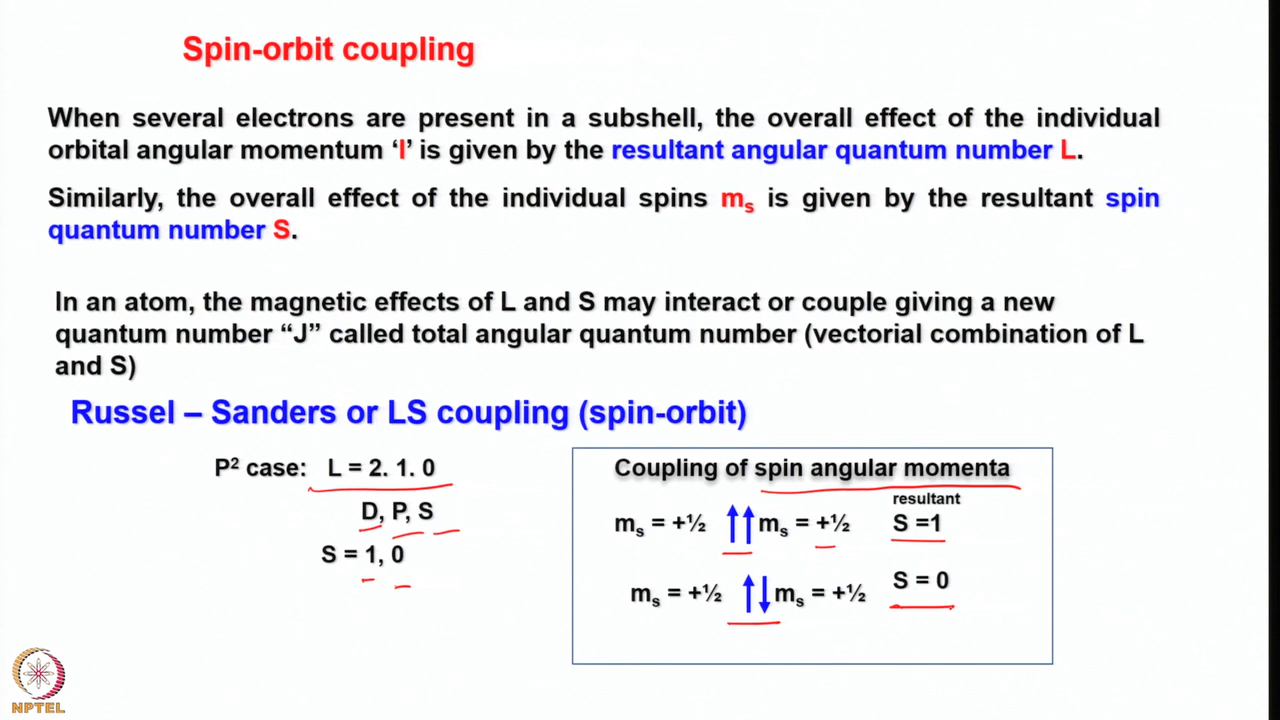 Spin-orbit coupling
When several electrons are present in a subshell, the overall effect of the individual
orbital angular momentum ‘l’ is given by the resultant angular quantum number L.
Similarly, the overall effect of the individual spins mₛ is given by the resultant spin
quantum number S.
In an atom, the magnetic effects of L and S may interact or couple giving a new
quantum number “J” called total angular quantum number (vectorial combination of L
and S)
Russel – Sanders or LS coupling (spin-orbit)
P² case: L = 2. 1. 0
D, P, S
S = 1, 0
Coupling of spin angular momenta
resultant
mₛ = +½ mₛ = +½ S =1
mₛ = +½ mₛ = +½ S = 0
NPTEL